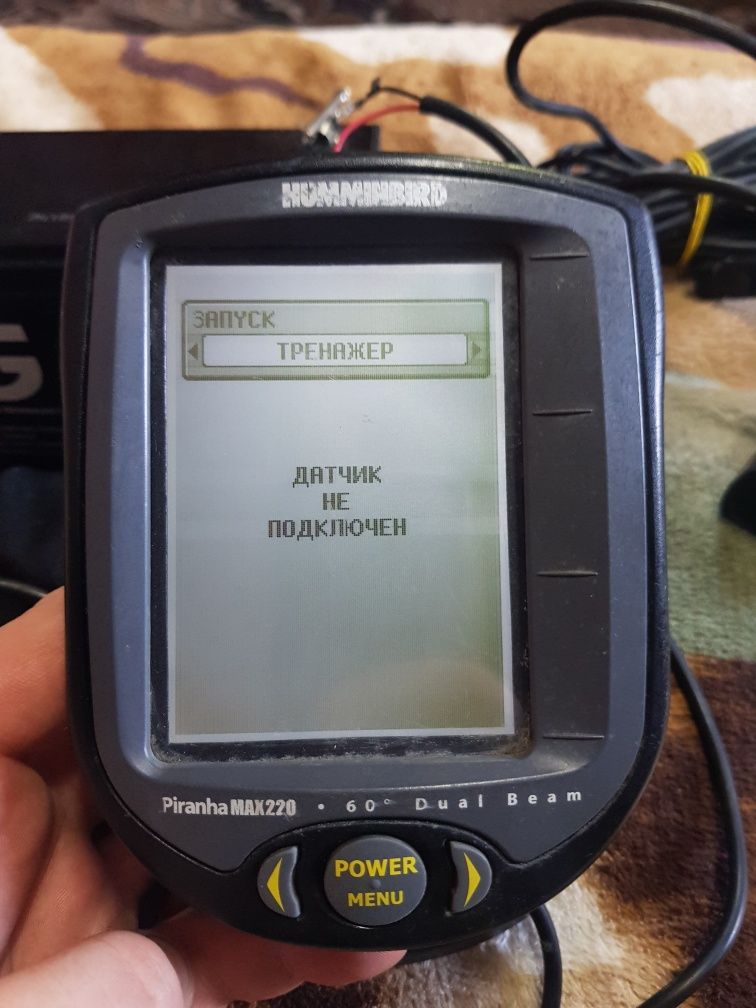 HUMMINBIRD
ЗАПУСК
ТРЕНАЖЕР
ДАТЧИК
НЕ
ПОДКЛЮЧЕН
PiranhaMAX220 • 60° Dual Beam
POWER
MENU